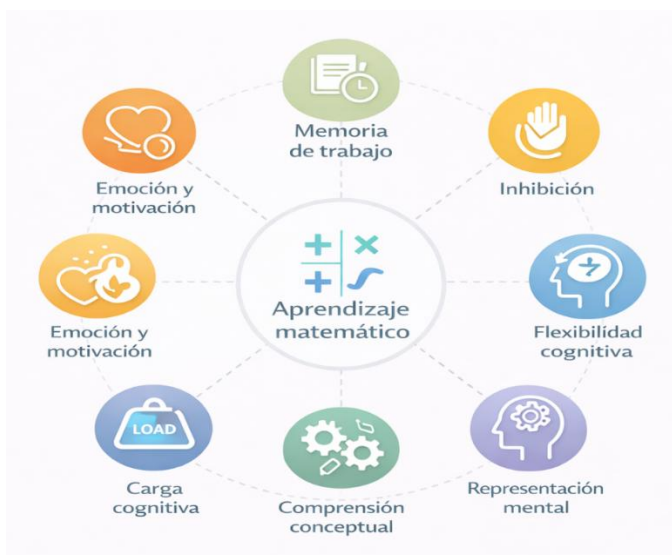 Memoria
de trabajo
Emoción y
motivación
Inhibición
Aprendizaje
matemático
Emoción y
motivación
Flexibilidad
cognitiva
LOAD
Carga
cognitiva
Comprensión
conceptual
Representación
mental